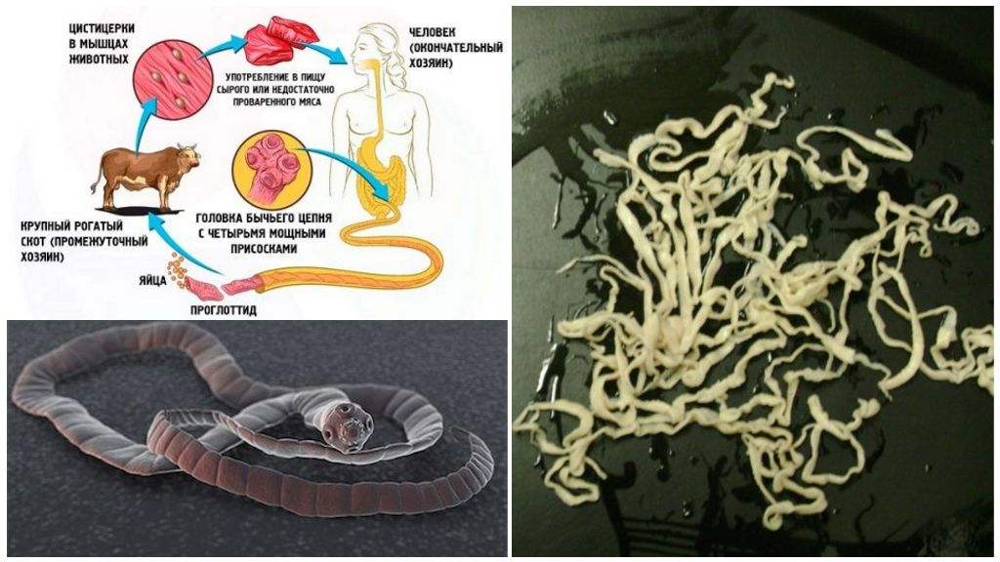 ЦИСТИЦЕРКИ
В МЫШЦАХ
ЖИВОТНЫХ
УПОТРЕБЛЕНИЕ В ПИЩУ
СЫРОГО ИЛИ НЕДОСТАТОЧНО
ПРОВАРЕННОГО МЯСА
ЧЕЛОВЕК
(ОКОНЧАТЕЛЬНЫЙ
ХОЗЯИН)
КРУПНЫЙ РОГАТЫЙ
СКОТ (ПРОМЕЖУТОЧНЫЙ
ХОЗЯИН)
ГОЛОВКА БЫЧЬЕГО ЦЕПНЯ
С ЧЕТЫРЬМЯ МОЩНЫМИ
ПРИСОСКАМИ
ЯЙЦА
ПРОГЛОТТИД